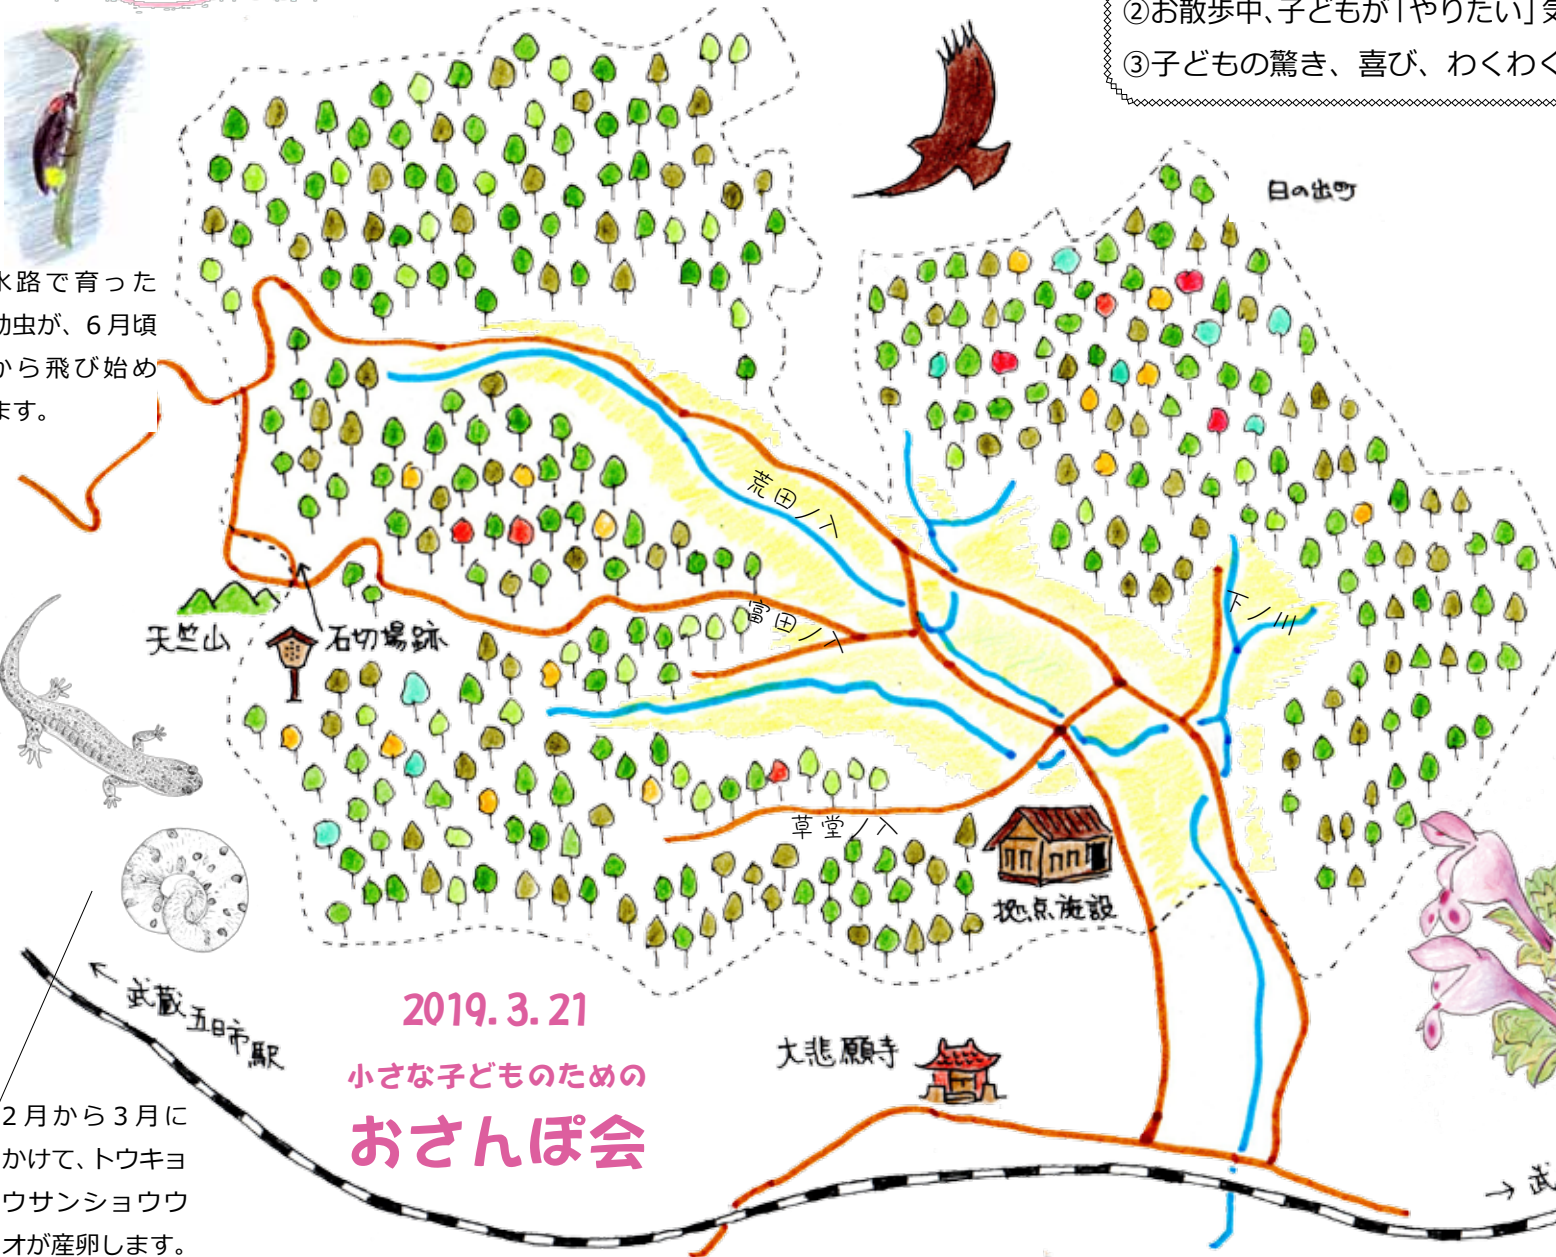 ②お散歩中、子どもが「やりたい」
③子どもの驚き、喜び、わくわく
日の出町
水路で育った
幼虫が、6月頃
から飛び始め
ます。
荒田ノ入
下ノ川
富田ノ入
天竺山
石切場跡
草堂ノ入
拠点施設
←武蔵五日市駅
2019.3.21
小さな子どものための
おさんぽ会
大悲願寺
2月から3月に
かけて、トウキョ
ウサンショウウ
オが産卵します。
→武